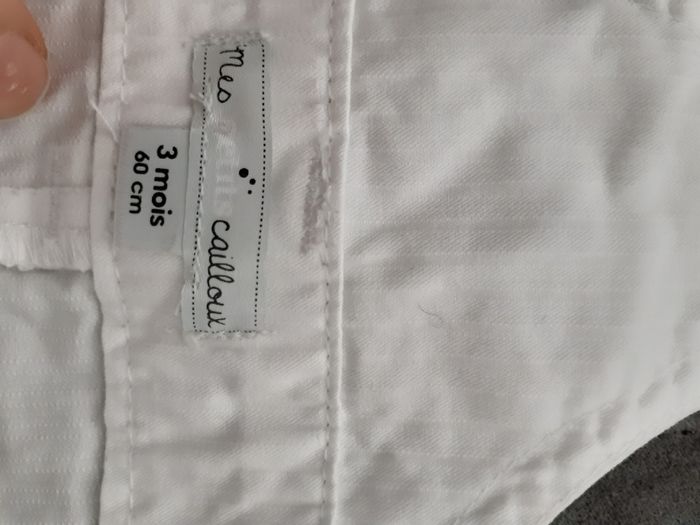 Mes
cailloux
3 mois
60 cm